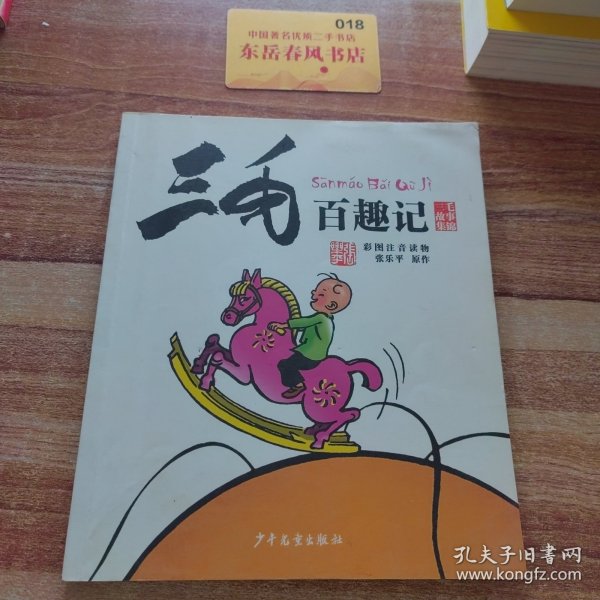 018
中国著名优质二手书店
东岳春风书店
三毛
Sānmáo Bǎi Qù Jì
百趣记
三毛
故事
集锦
彩图注音读物
张乐平 原作
少年儿童出版社
孔夫子旧书网
www.kongfz.com